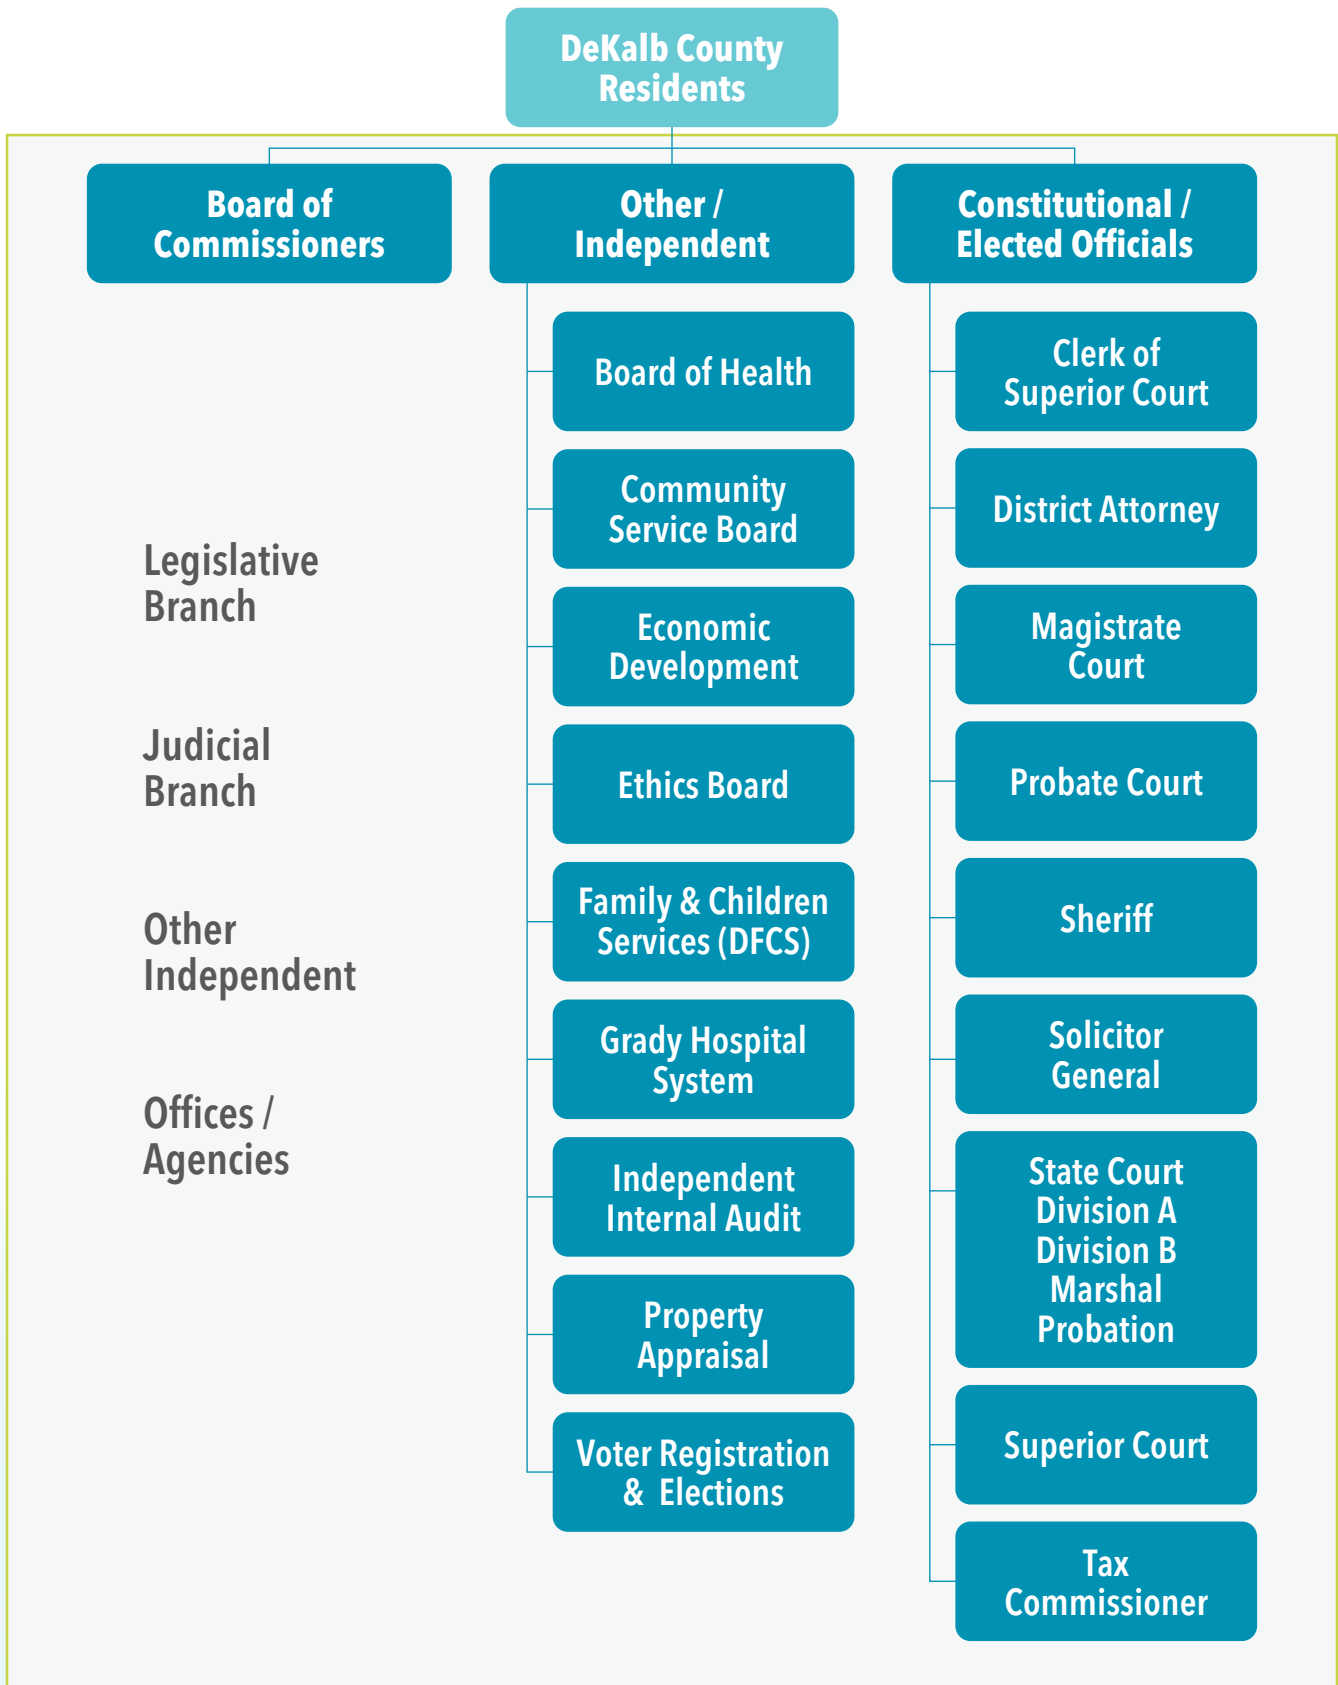 DeKalb County
Residents
Board of
Commissioners
Legislative
Branch
Judicial
Branch
Other
Independent
Offices /
Agencies
Other /
Independent
Board of Health
Community
Service Board
Economic
Development
Ethics Board
Family & Children
Services (DFCS)
Grady Hospital
System
Independent
Internal Audit
Property
Appraisal
Voter Registration
& Elections
Constitutional /
Elected Officials
Clerk of
Superior Court
District Attorney
Magistrate
Court
Probate Court
Sheriff
Solicitor
General
State Court
Division A
Division B
Marshal
Probation
Superior Court
Tax
Commissioner